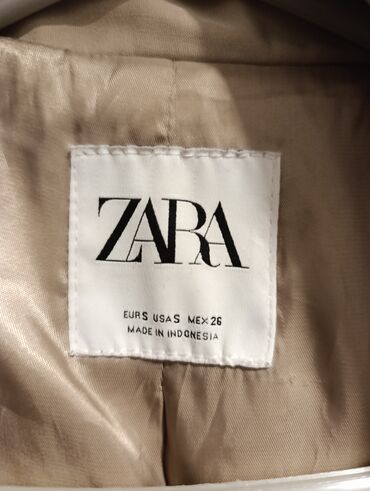 ZARA
EUR S USA S MEX 26
MADE IN INDONESIA